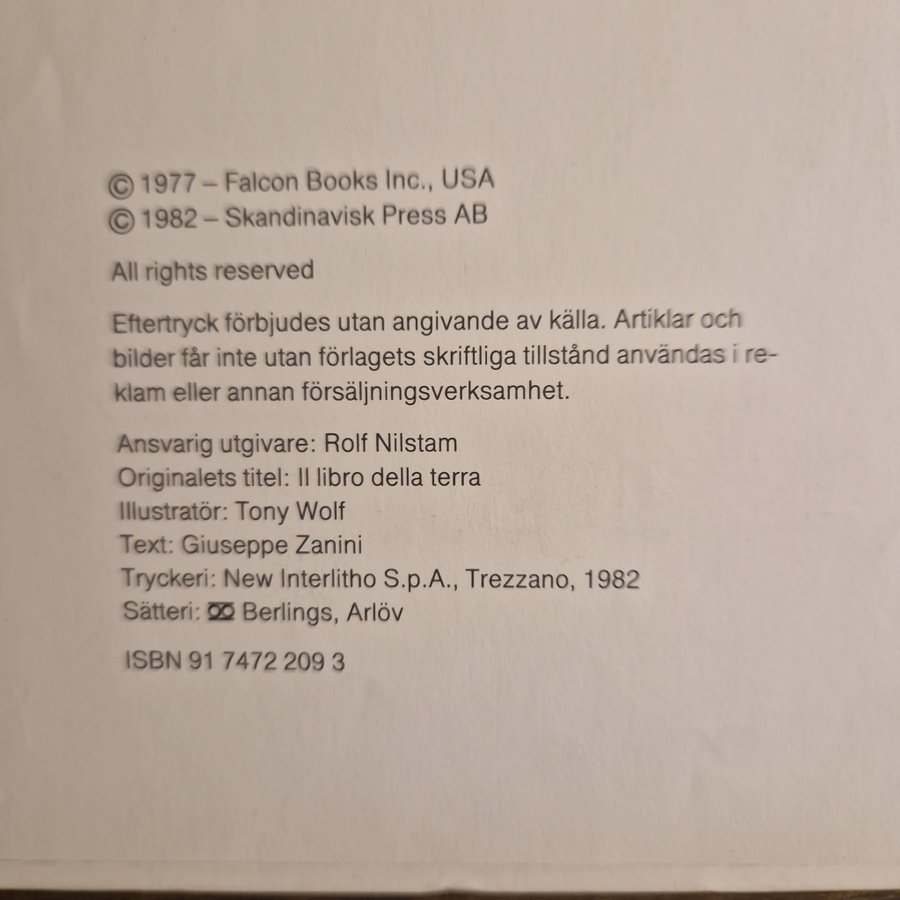 © 1977 – Falcon Books Inc., USA
© 1982 – Skandinavisk Press AB
All rights reserved
Eftertryck förbjudes utan angivande av källa. Artiklar och
bilder får inte utan förlagets skriftliga tillstånd användas i re-
klam eller annan försäljningsverksamhet.
Ansvarig utgivare: Rolf Nilstam
Originalets titel: Il libro della terra
Illustratör: Tony Wolf
Text: Giuseppe Zanini
Tryckeri: New Interlitho S.p.A., Trezzano, 1982
Sätteri: Berlings, Arlöv
ISBN 91 7472 209 3